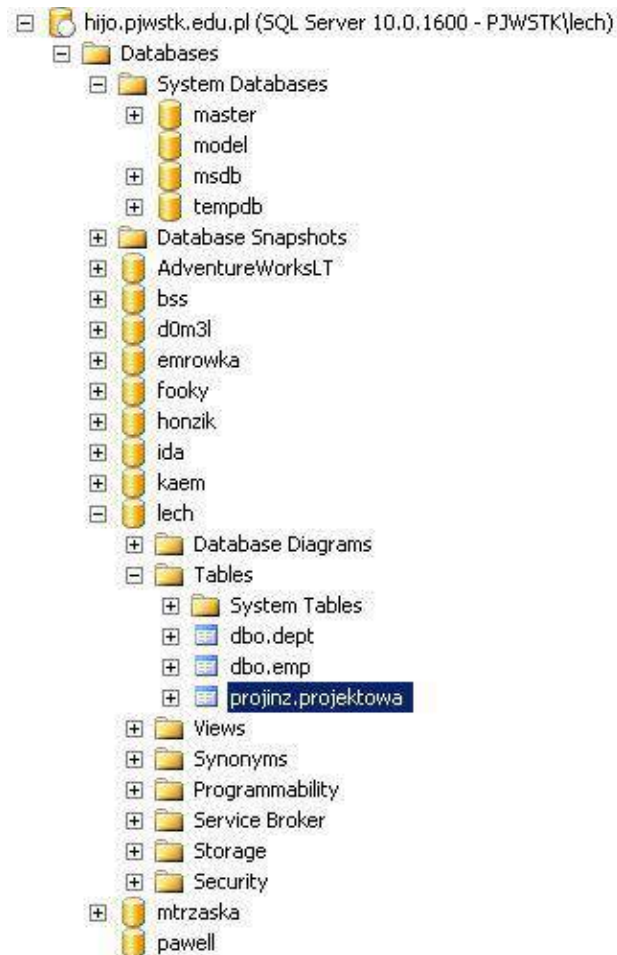 hijo.pjwstk.edu.pl (SQL Server 10.0.1600 - PJWSTK\lech)
Databases
System Databases
master
model
msdb
tempdb
Database Snapshots
AdventureWorksLT
bss
d0m3l
emrowka
fooky
honzik
ida
kaem
lech
Database Diagrams
Tables
System Tables
dbo.dept
dbo.emp
projinz.projektowa
Views
Synonyms
Programmability
Service Broker
Storage
Security
mtrzaska
pawell